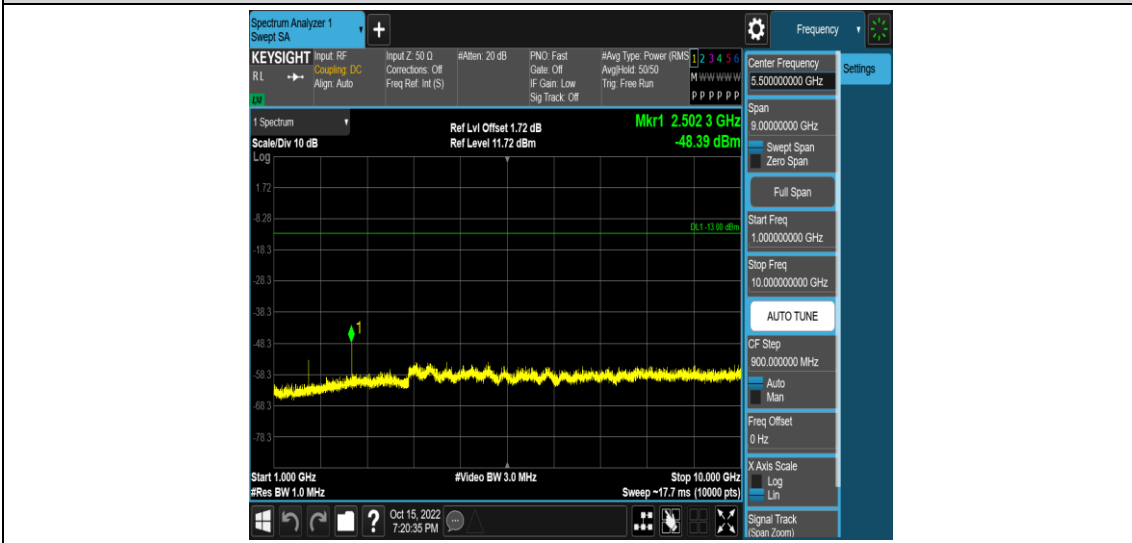 Spectrum Analyzer 1
Swept SA
+
Frequency
KEYSIGHT
RL
LXI
Input: RF
Coupling: DC
Align: Auto
Input Z: 50 Ω
Corrections: Off
Freq Ref: Int (S)
#Atten: 20 dB
PNO: Fast
Gate: Off
IF Gain: Low
Sig Track: Off
#Avg Type: Power (RMS
Avg|Hold: 50/50
Trig: Free Run
1 2 3 4 5 6
M W W W W W
P P P P P P
Center Frequency
5.500000000 GHz
Settings
Span
9.00000000 GHz
Swept Span
Zero Span
Full Span
Start Freq
1.000000000 GHz
Stop Freq
10.000000000 GHz
AUTO TUNE
CF Step
900.000000 MHz
Auto
Man
Freq Offset
0 Hz
X Axis Scale
Log
Lin
Signal Track
(Span Zoom)
1 Spectrum
Scale/Div 10 dB
Log
Ref Lvl Offset 1.72 dB
Ref Level 11.72 dBm
Mkr1 2.502 3 GHz
-48.39 dBm
1.72
-8.28
DL1 -13.00 dBm
-18.3
-28.3
-38.3
1
-48.3
-58.3
-68.3
-78.3
Start 1.000 GHz
#Video BW 3.0 MHz
Stop 10.000 GHz
#Res BW 1.0 MHz
Sweep ~17.7 ms (10000 pts)
?
Oct 15, 2022
7:20:35 PM